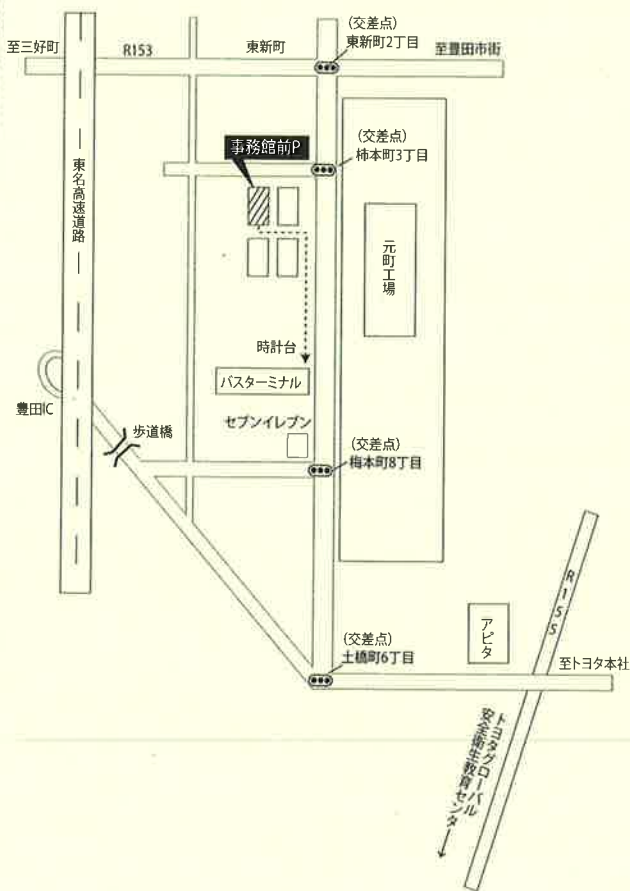 (交差点)
東新町2丁目
至三好町
R153
東新町
至豊田市街
事務館前P
(交差点)
柿本町3丁目
東名高速道路
元町工場
時計台
バスターミナル
豊田IC
歩道橋
セブンイレブン
(交差点)
梅本町8丁目
R155
アピタ
(交差点)
土橋町6丁目
至トヨタ本社
トヨタグローバル
安全衛生教育センター